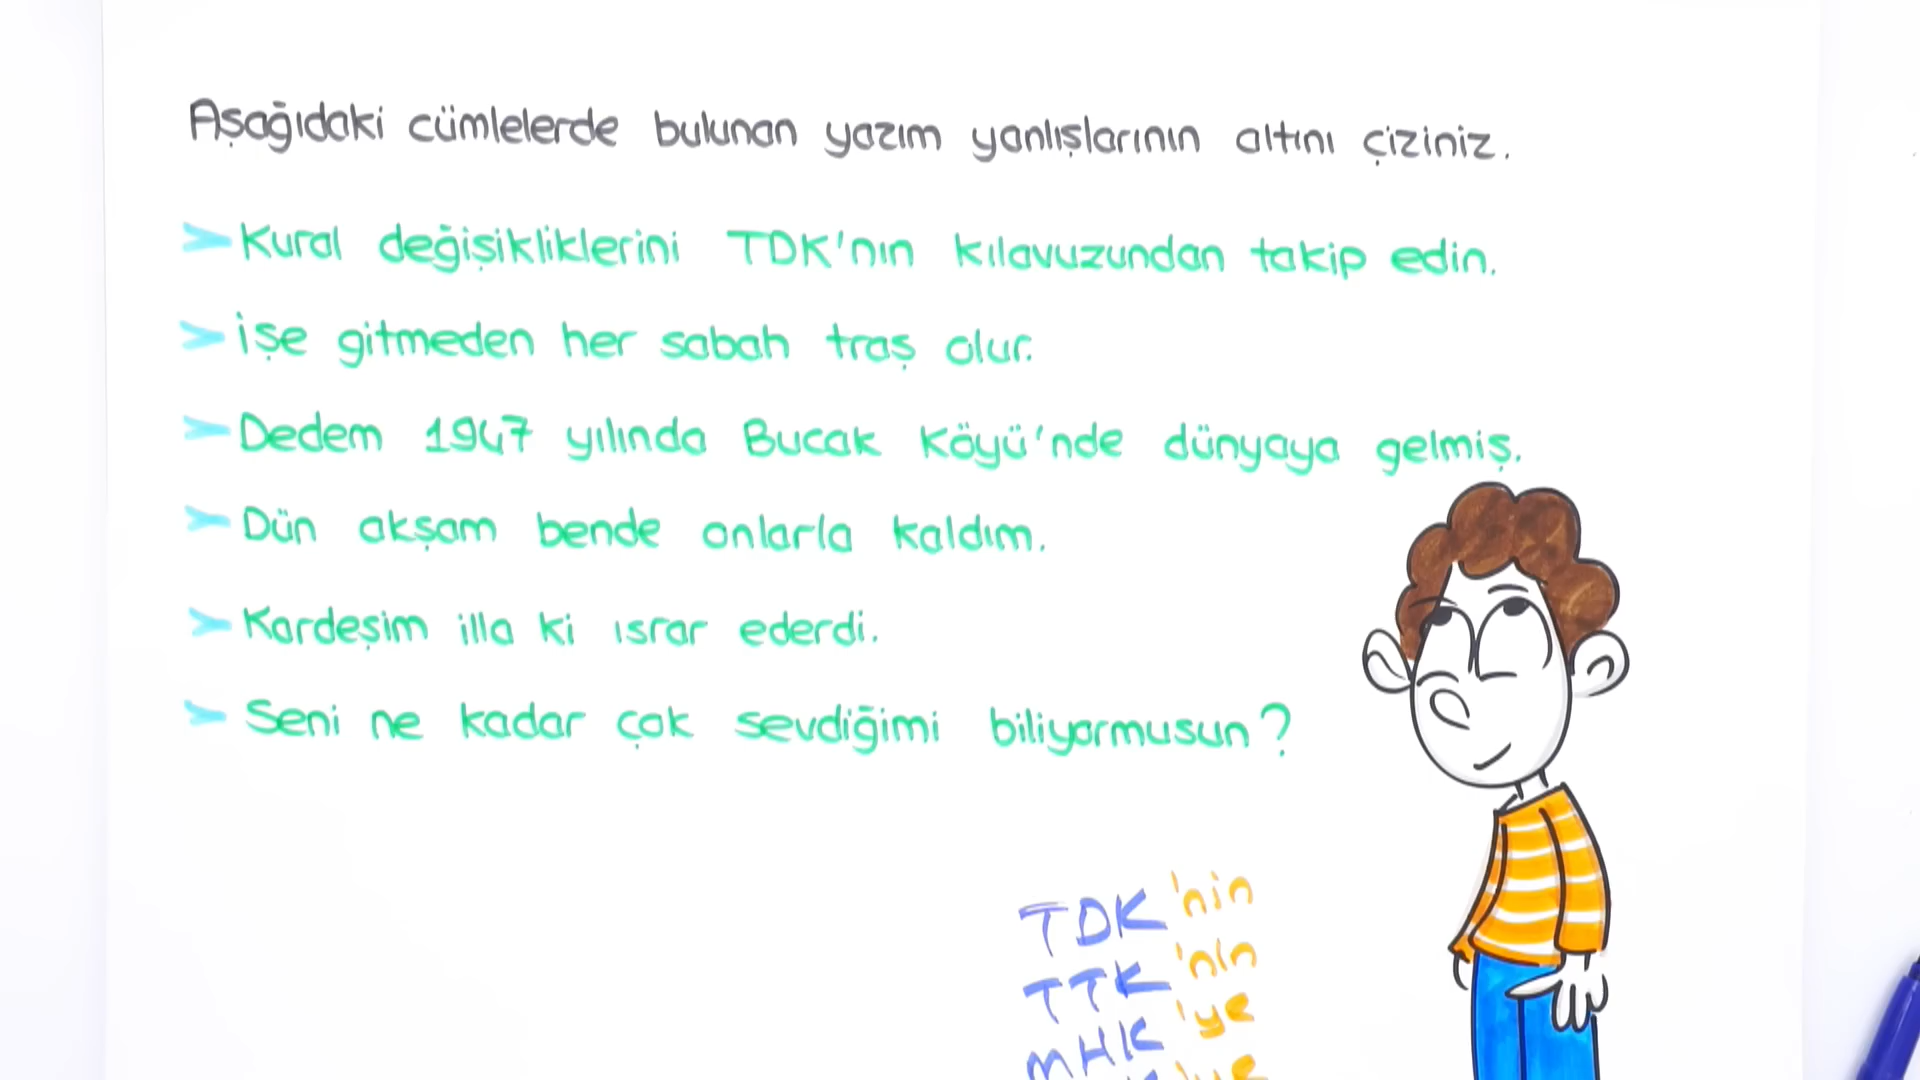 Aşağıdaki cümlelerde bulunan yazım yanlışlarının altını çiziniz.
➤ Kural değişikliklerini TDK'nın kılavuzundan takip edin.
➤ İşe gitmeden her sabah traş olur.
➤ Dedem 1947 yılında Bucak Köyü'nde dünyaya gelmiş.
➤ Dün akşam bende onlarla kaldım.
➤ Kardeşim illa ki ısrar ederdi.
➤ Seni ne kadar çok sevdiğimi biliyormusun?
TDK'nin
TTK'nin
MHK'ye